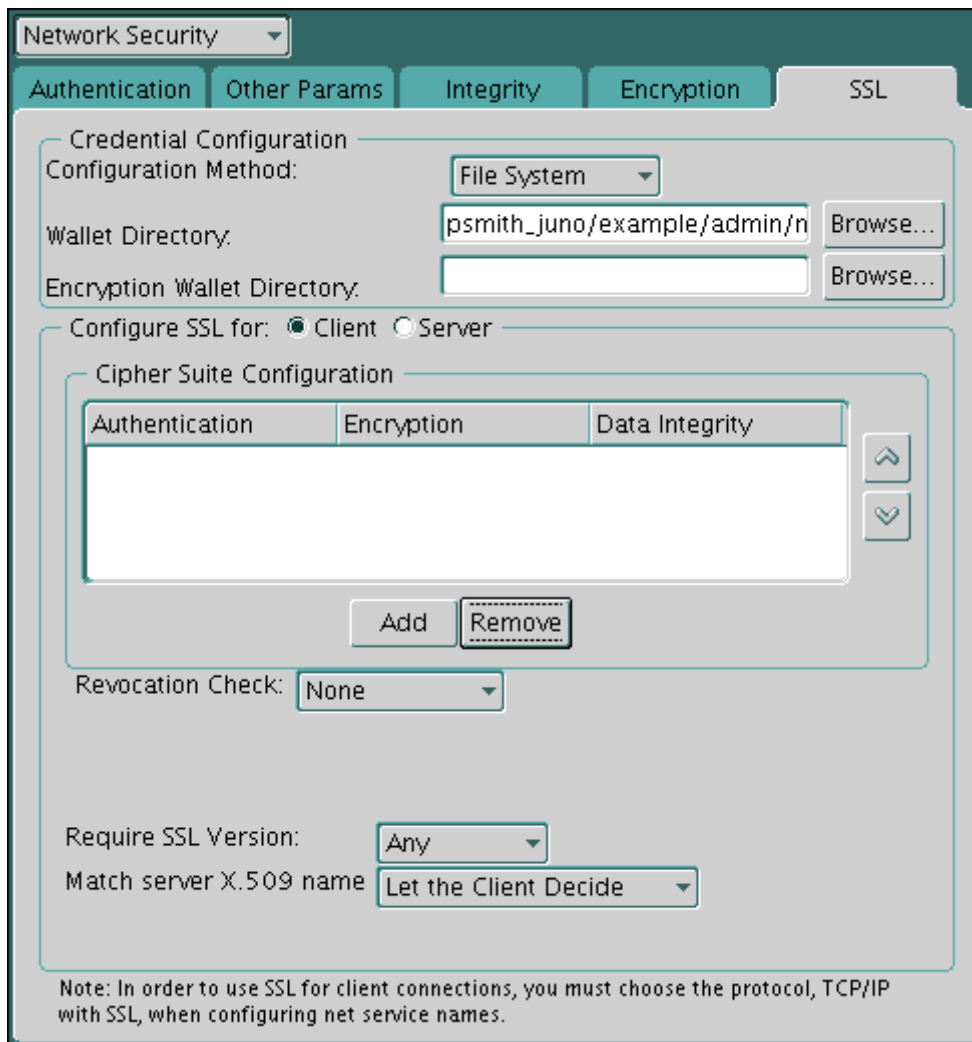 Network Security
Authentication Other Params Integrity Encryption SSL
Credential Configuration
Configuration Method: File System
Wallet Directory: psmith_juno/example/admin/n Browse...
Encryption Wallet Directory: Browse...
Configure SSL for: Client Server
Cipher Suite Configuration
Authentication Encryption Data Integrity
Add Remove
Revocation Check: None
Require SSL Version: Any
Match server X.509 name Let the Client Decide
Note: In order to use SSL for client connections, you must choose the protocol, TCP/IP
with SSL, when configuring net service names.